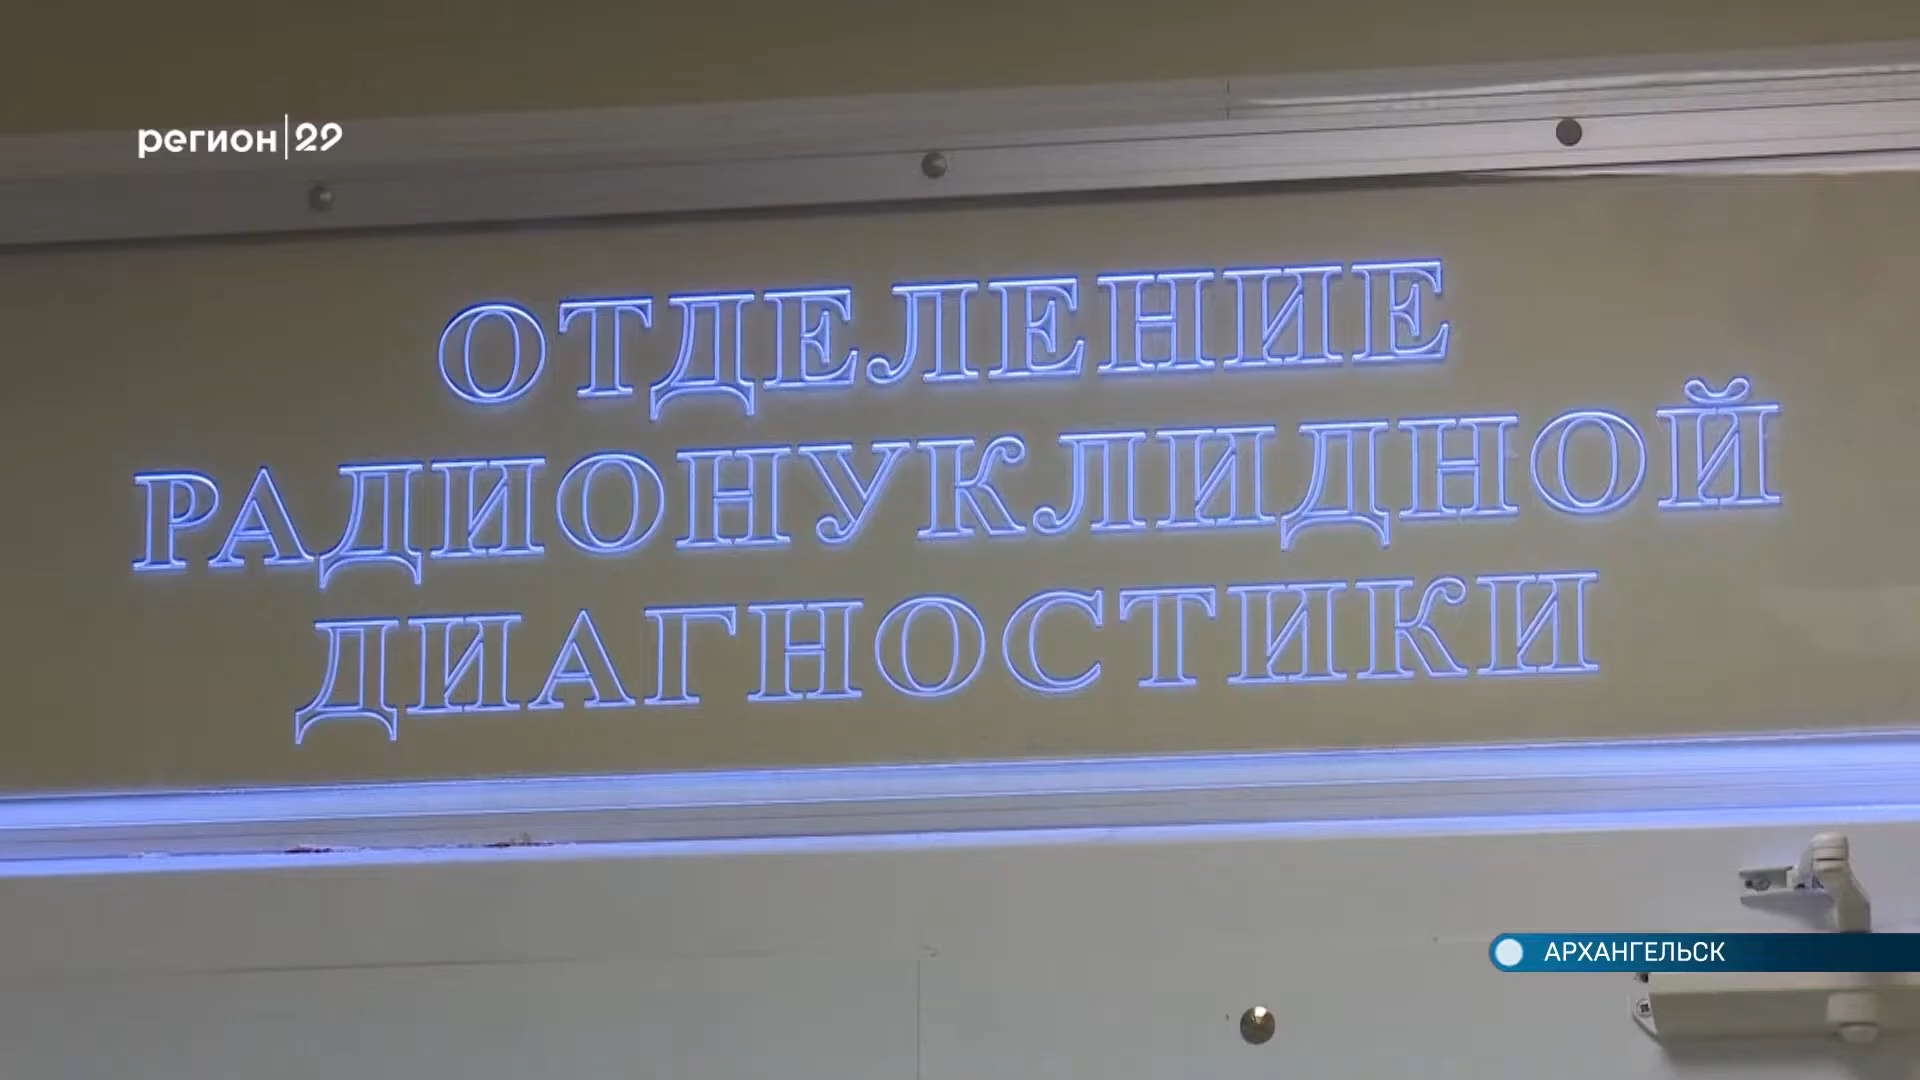 регион|29
ОТДЕЛЕНИЕ
РАДИОНУКЛИДНОЙ
ДИАГНОСТИКИ
АРХАНГЕЛЬСК